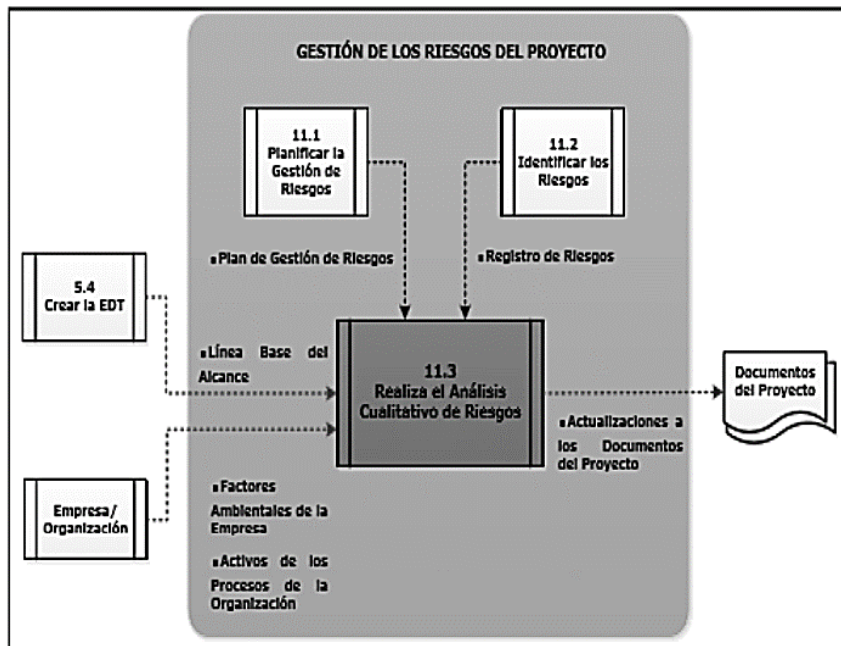 GESTIÓN DE LOS RIESGOS DEL PROYECTO
11.1
Planificar la
Gestión de
Riesgos
11.2
Identificar los
Riesgos
▪Plan de Gestión de Riesgos
▪Registro de Riesgos
5.4
Crear la EDT
▪Línea Base del
Alcance
11.3
Realiza el Análisis
Cualitativo de Riesgos
Documentos
del Proyecto
▪Actualizaciones a
los Documentos
del Proyecto
Empresa/
Organización
▪Factores
Ambientales de la
Empresa
▪Activos de los
Procesos de la
Organización